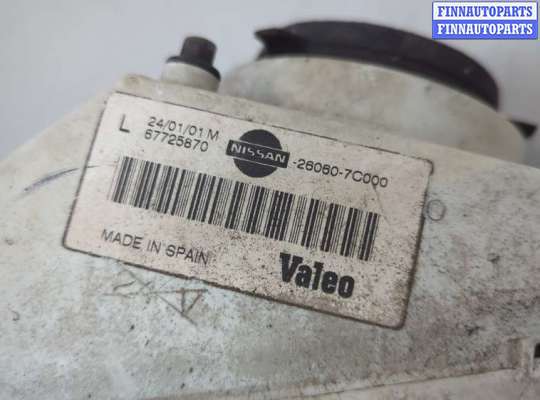 FINNAUTOPARTS
FINNAUTOPARTS
L 24/01/01 M
67725870
NISSAN -26060-7C000
MADE IN SPAIN
Valeo